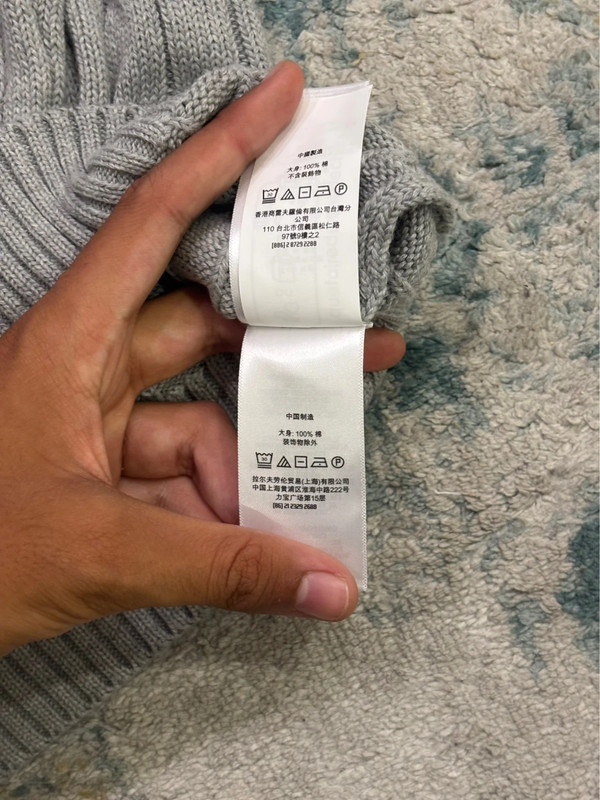 中國製造
大身: 100% 棉
不含裝飾物
30 P
香港商雷夫羅倫有限公司台灣分
公司
110 台北市信義區松仁路
97號9樓之2
[886] 2 8729 2288
中国制造
大身: 100% 棉
装饰物除外
30 P
拉尔夫劳伦贸易(上海)有限公司
中国上海黄浦区淮海中路222号
力宝广场第15层
[86] 21 2329 2688